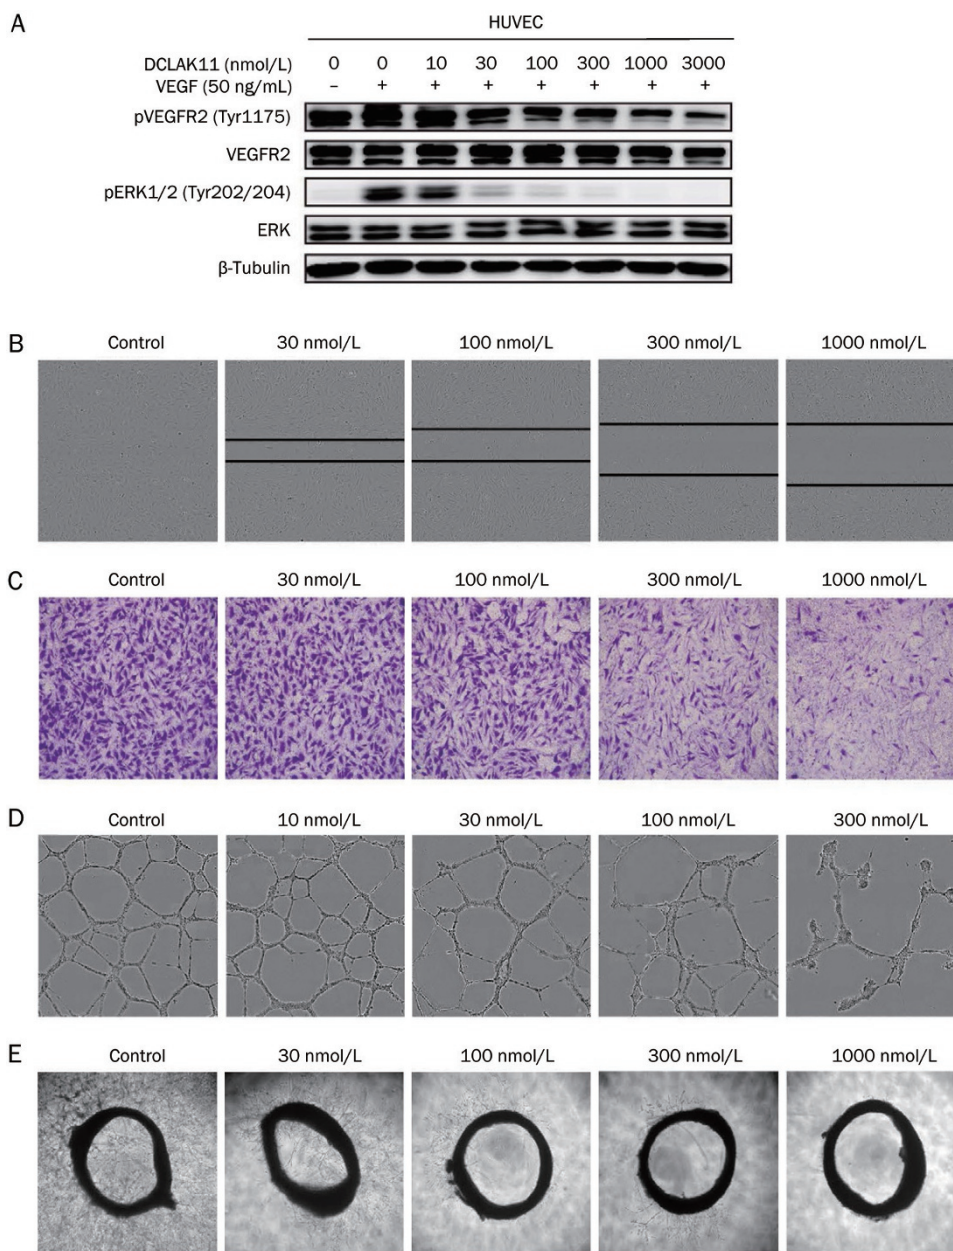 A
HUVEC
DCLAK11 (nmol/L) 0 0 10 30 100 300 1000 3000
VEGF (50 ng/mL) – + + + + + + +
pVEGFR2 (Tyr1175)
VEGFR2
pERK1/2 (Tyr202/204)
ERK
β-Tubulin
B
Control 30 nmol/L 100 nmol/L 300 nmol/L 1000 nmol/L
C
Control 30 nmol/L 100 nmol/L 300 nmol/L 1000 nmol/L
D
Control 10 nmol/L 30 nmol/L 100 nmol/L 300 nmol/L
E
Control 30 nmol/L 100 nmol/L 300 nmol/L 1000 nmol/L